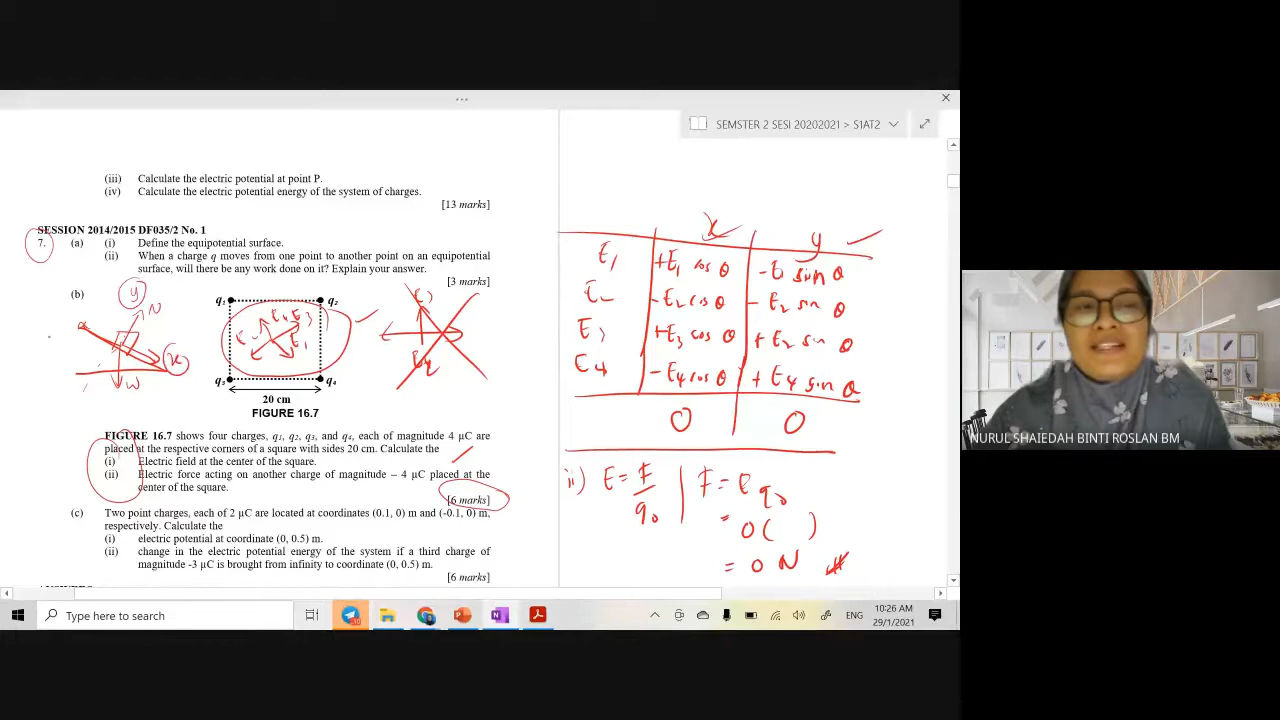 SEMSTER 2 SESI 20202021 > S1AT2
(iii) Calculate the electric potential at point P.
(iv) Calculate the electric potential energy of the system of charges.
[13 marks]
SESSION 2014/2015 DF035/2 No. 1
7. (a) (i) Define the equipotential surface.
(ii) When a charge q moves from one point to another point on an equipotential
surface, will there be any work done on it? Explain your answer.
[3 marks]
(b)
y
N
x
W
q1 q2
E4 E3
E1
q3 q4
20 cm
FIGURE 16.7
FIGURE 16.7 shows four charges, q1, q2, q3, and q4, each of magnitude 4 µC are
placed at the respective corners of a square with sides 20 cm. Calculate the
(i) Electric field at the center of the square.
(ii) Electric force acting on another charge of magnitude – 4 µC placed at the
center of the square.
[6 marks]
(c) Two point charges, each of 2 µC are located at coordinates (0.1, 0) m and (-0.1, 0) m,
respectively. Calculate the
(i) electric potential at coordinate (0, 0.5) m.
(ii) change in the electric potential energy of the system if a third charge of
magnitude -3 µC is brought from infinity to coordinate (0, 0.5) m.
[6 marks]
x y
E1 +E1 cos θ -E sin θ
E2 -E2 cos θ - E2 sin θ
E3 +E3 cos θ + E2 sin θ
E4 -E4 cos θ + E4 sin θ
0 0
ii) E = F/q0 F = E q0
= 0( )
= 0 N #
NURUL SHAIEDAH BINTI ROSLAN BM
Type here to search
ENG
10:26 AM
29/1/2021